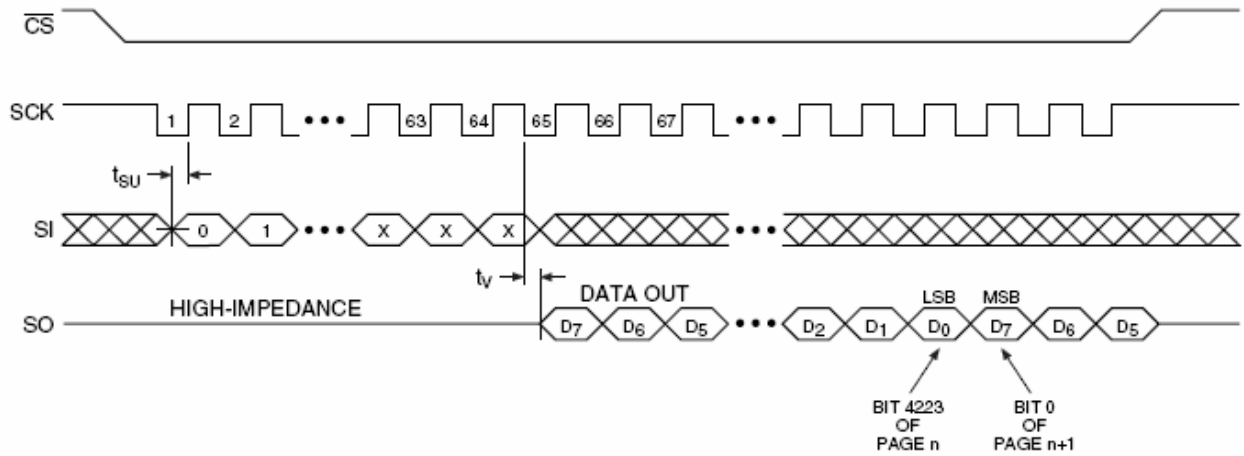 CS
SCK 1 2 ••• 63 64 65 66 67 •••
tSU
SI 0 1 ••• X X X •••
tV
HIGH-IMPEDANCE DATA OUT LSB MSB
SO D7 D6 D5 ••• D2 D1 D0 D7 D6 D5
BIT 4223
OF
PAGE n
BIT 0
OF
PAGE n+1